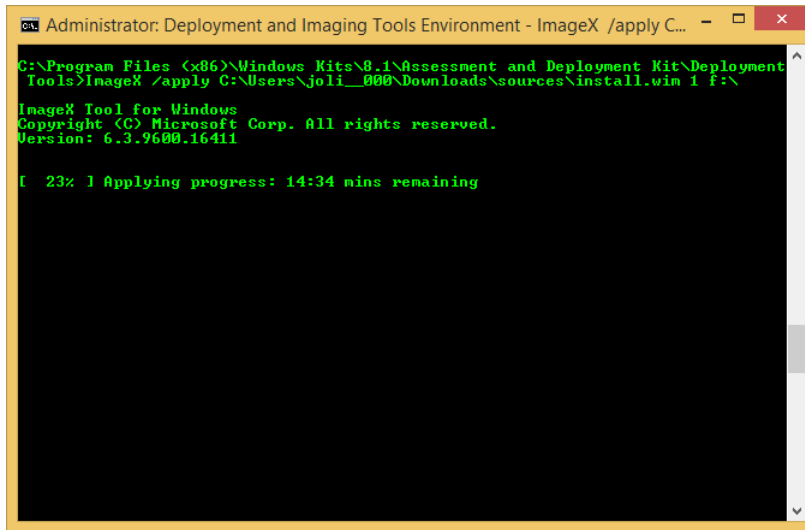 Administrator: Deployment and Imaging Tools Environment - ImageX /apply C...
C:\Program Files (x86)\Windows Kits\8.1\Assessment and Deployment Kit\Deployment
Tools>ImageX /apply C:\Users\joli__000\Downloads\sources\install.wim 1 f:\
ImageX Tool for Windows
Copyright (C) Microsoft Corp. All rights reserved.
Version: 6.3.9600.16411
[  23% ] Applying progress: 14:34 mins remaining